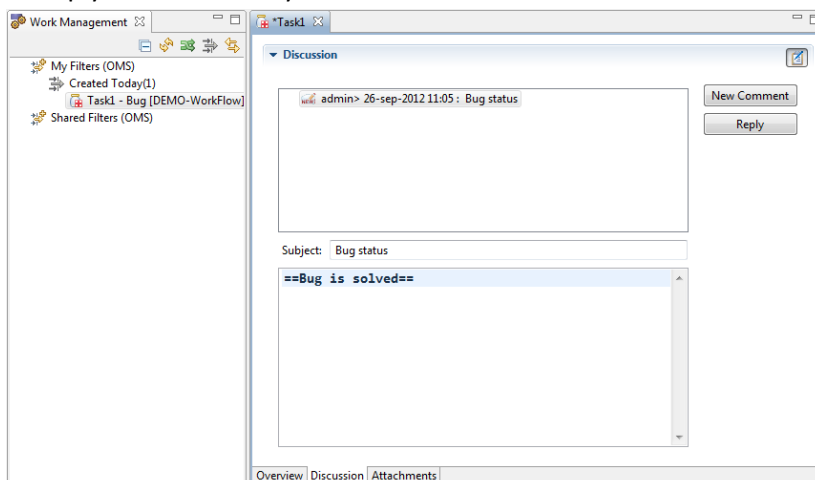 Work Management
My Filters (OMS)
Created Today(1)
Task1 - Bug [DEMO-WorkFlow]
Shared Filters (OMS)
*Task1
Discussion
NEW admin> 26-sep-2012 11:05 : Bug status
New Comment
Reply
Subject: Bug status
==Bug is solved==
Overview Discussion Attachments